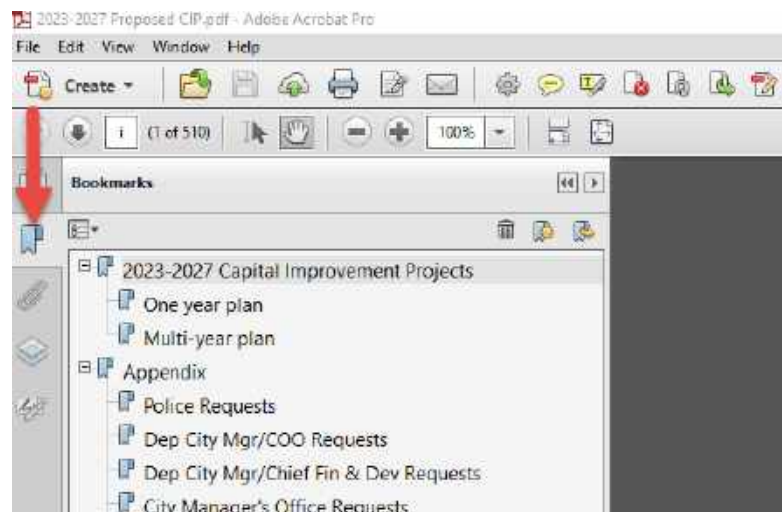 2023-2027 Proposed CIP.pdf - Adobe Acrobat Pro
File Edit View Window Help
Create
i (1 of 510) 100%
Bookmarks
2023-2027 Capital Improvement Projects
One year plan
Multi-year plan
Appendix
Police Requests
Dep City Mgr/COO Requests
Dep City Mgr/Chief Fin & Dev Requests
City Manager's Office Requests